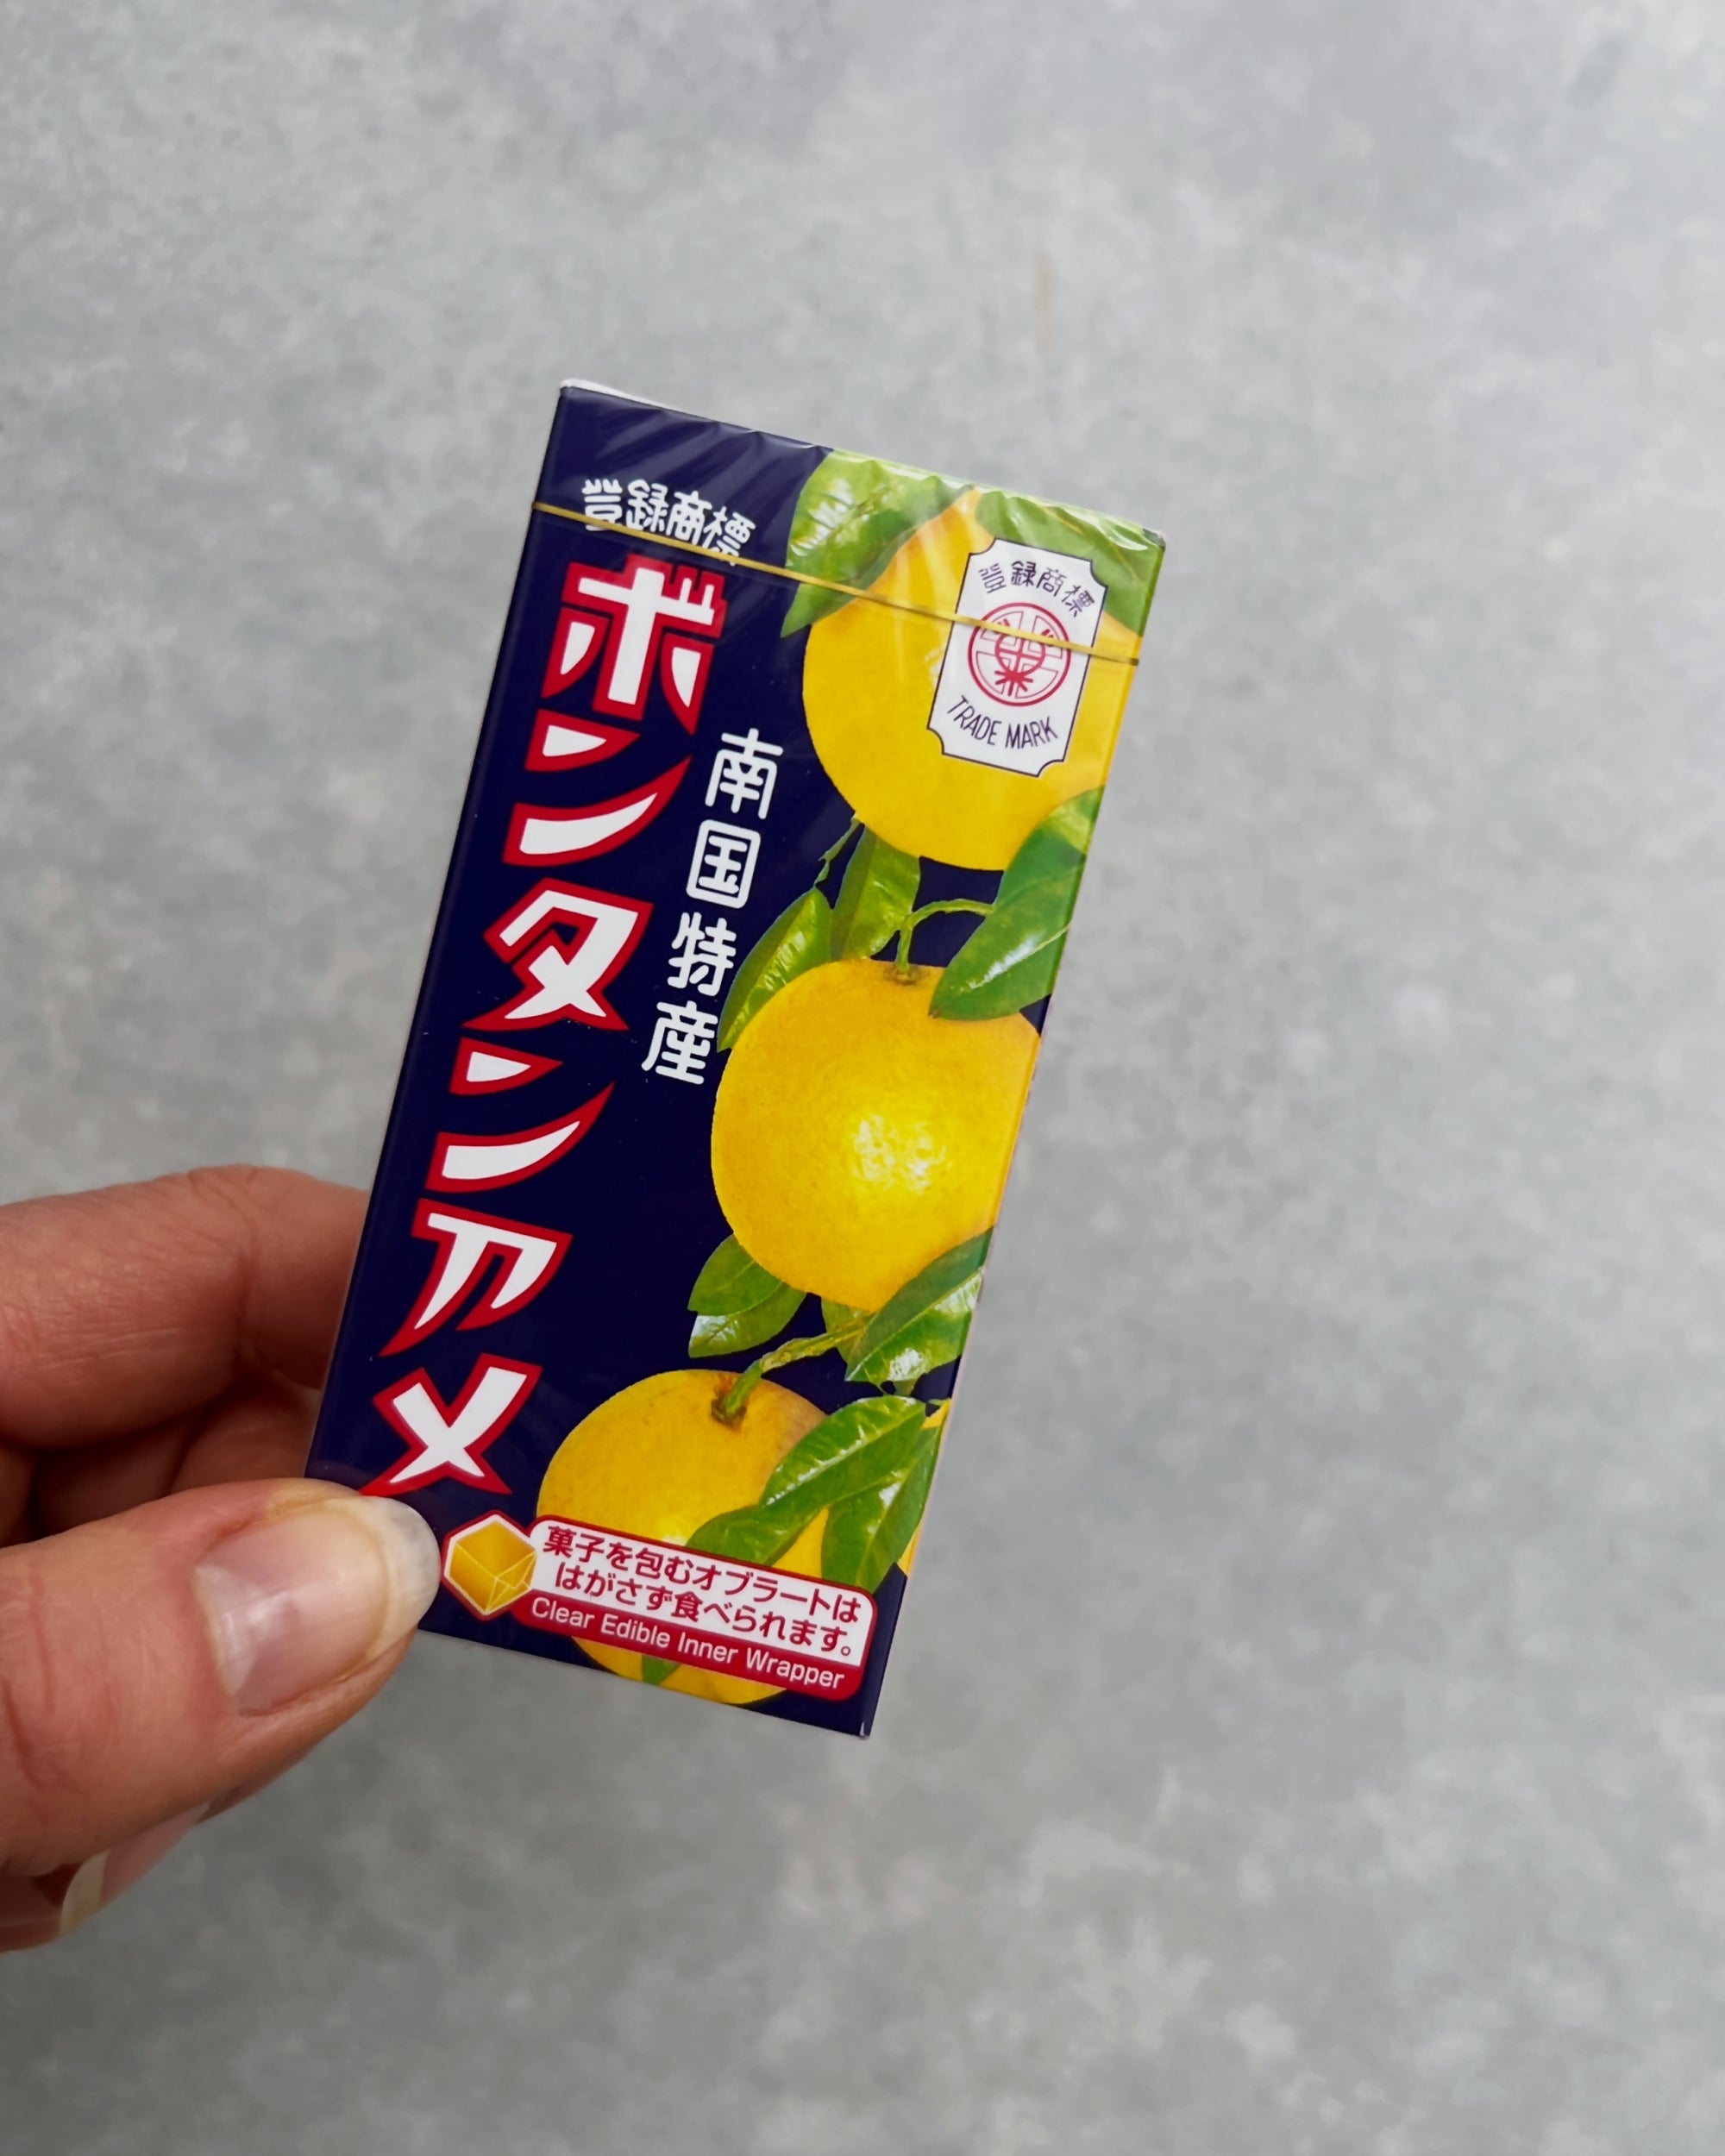 登録商標
ボンタンアメ
南国特産
登録商標
TRADE MARK
菓子を包むオブラートは
はがさず食べられます。
Clear Edible Inner Wrapper